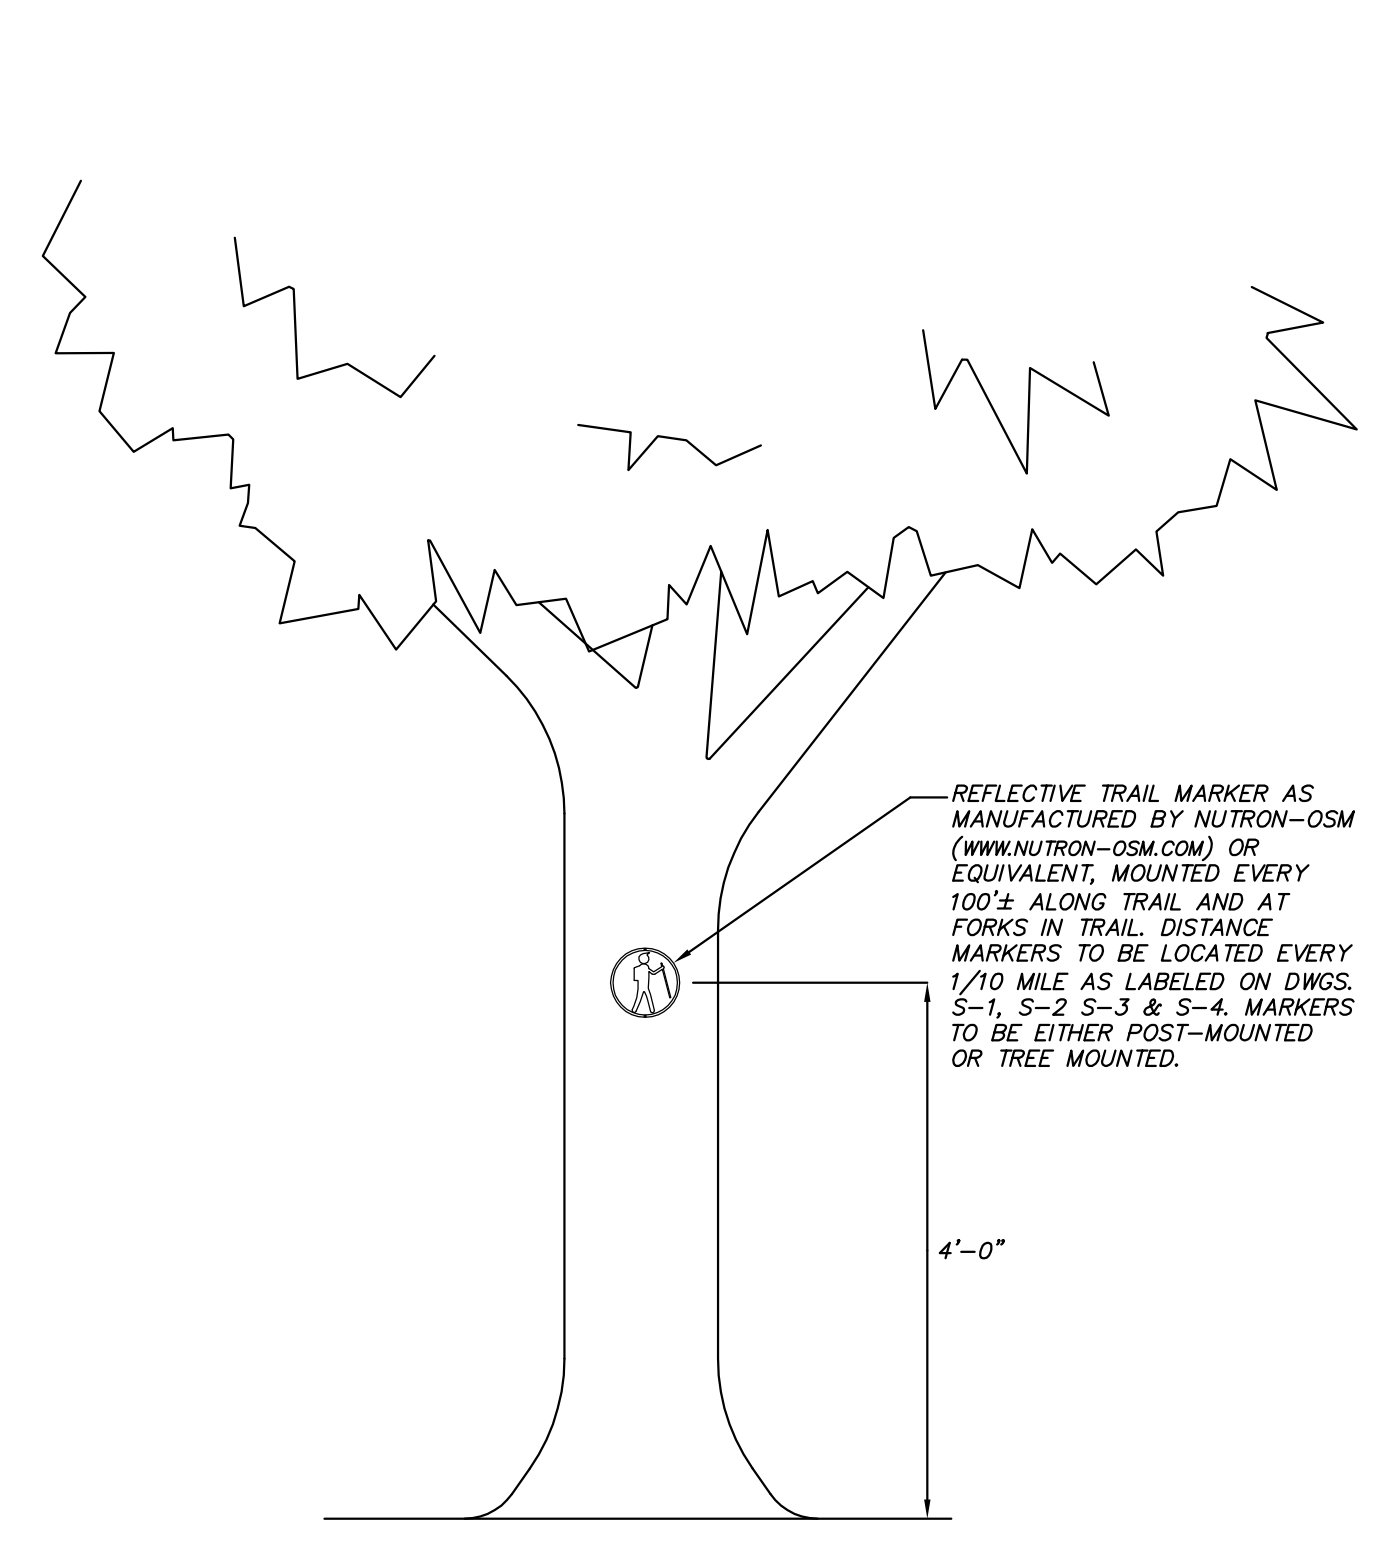 REFLECTIVE TRAIL MARKER AS
MANUFACTURED BY NUTRON-OSM
(WWW.NUTRON-OSM.COM) OR
EQUIVALENT, MOUNTED EVERY
100'± ALONG TRAIL AND AT
FORKS IN TRAIL. DISTANCE
MARKERS TO BE LOCATED EVERY
1/10 MILE AS LABELED ON DWGS.
S-1, S-2 S-3 & S-4. MARKERS
TO BE EITHER POST-MOUNTED
OR TREE MOUNTED.
4'-0"